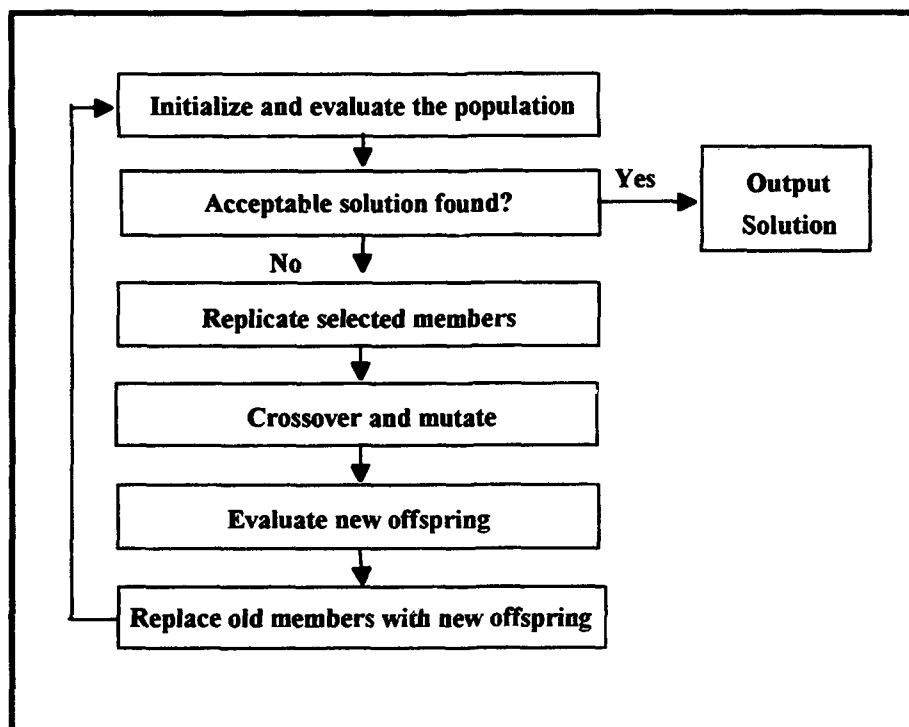 Initialize and evaluate the population
Acceptable solution found?
Yes
Output
Solution
No
Replicate selected members
Crossover and mutate
Evaluate new offspring
Replace old members with new offspring